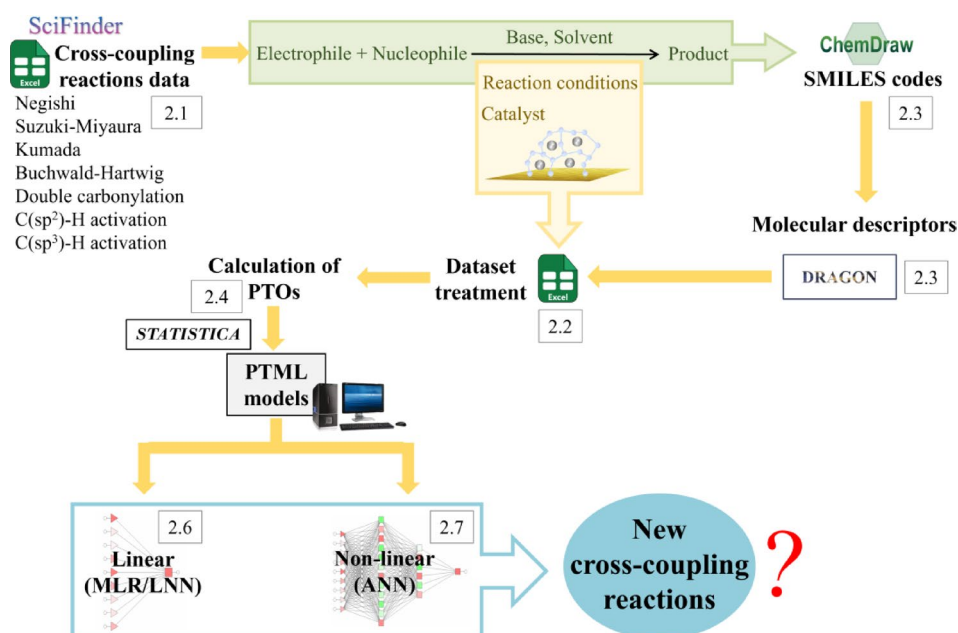 SciFinder
Excel
Cross-coupling
reactions data
2.1
Negishi
Suzuki-Miyaura
Kumada
Buchwald-Hartwig
Double carbonylation
C(sp²)-H activation
C(sp³)-H activation
Electrophile + Nucleophile
Base, Solvent
Product
Reaction conditions
Catalyst
ChemDraw
SMILES codes
2.3
Molecular descriptors
DRAGON
2.3
Dataset
treatment
Excel
2.2
Calculation of
PTOs
2.4
STATISTICA
PTML
models
2.6
Linear
(MLR/LNN)
2.7
Non-linear
(ANN)
New
cross-coupling
reactions
?